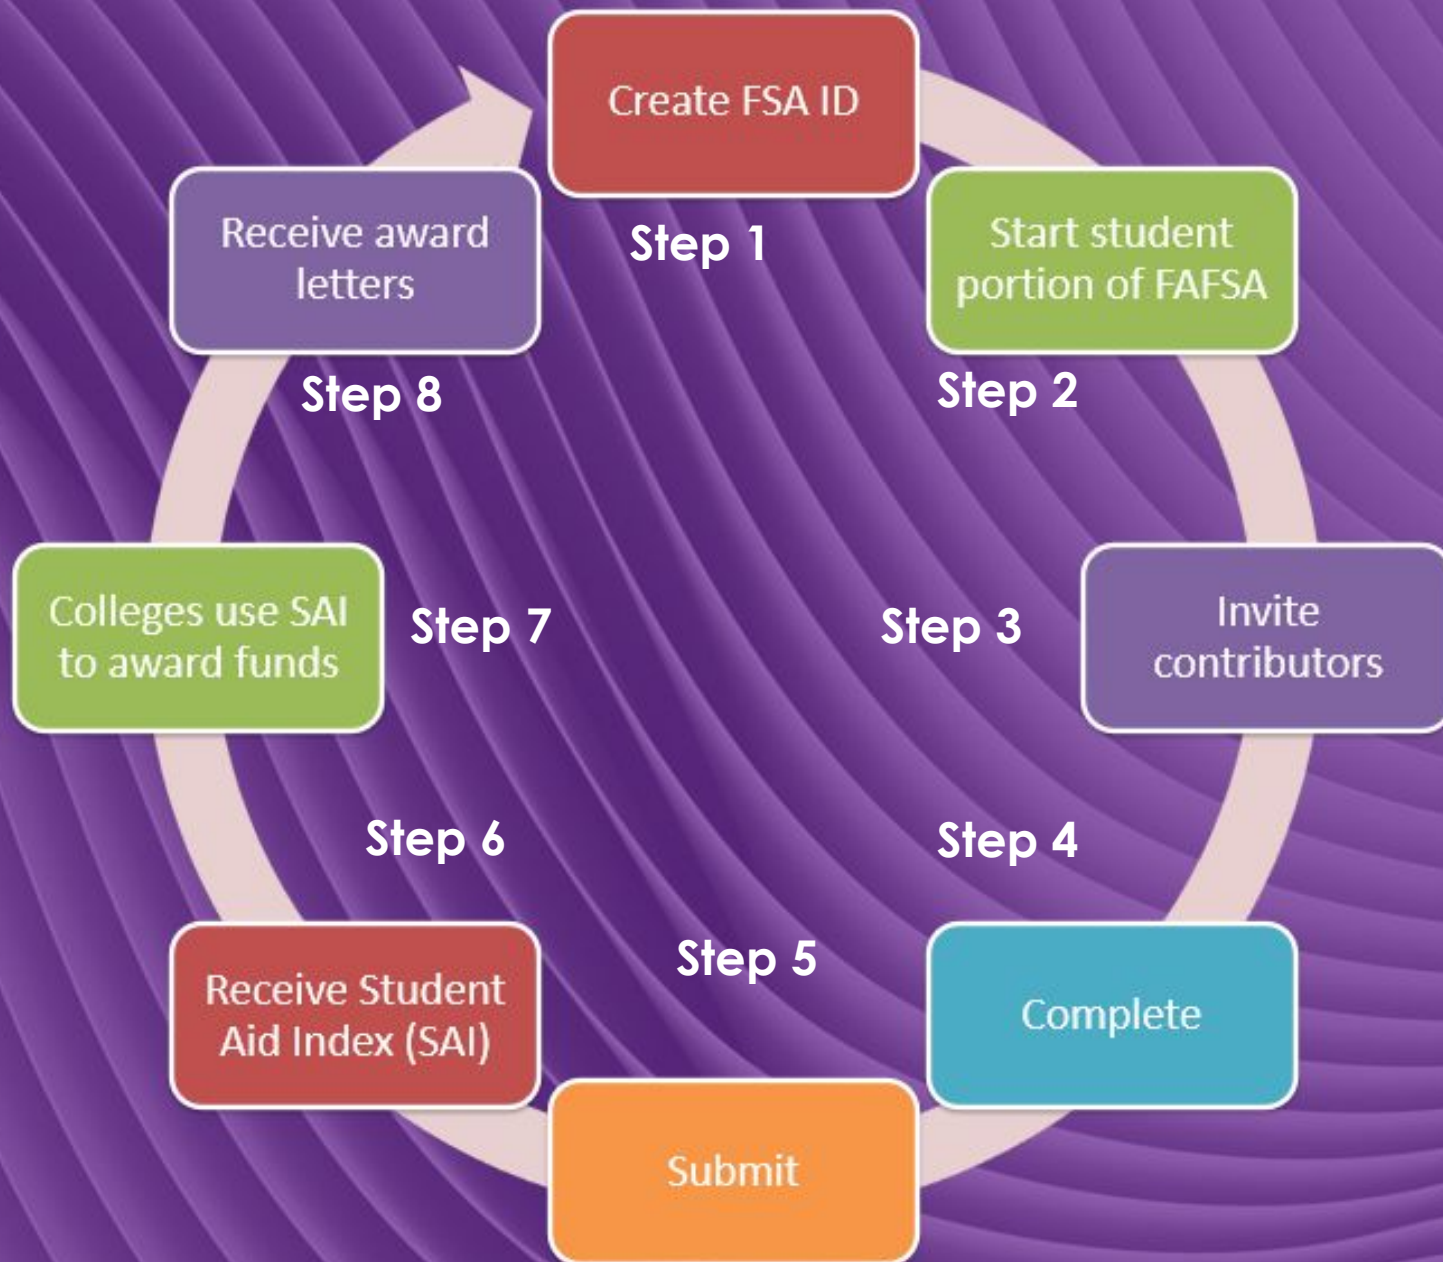 Create FSA ID
Step 1
Start student
portion of FAFSA
Step 2
Invite
contributors
Step 3
Complete
Step 4
Submit
Step 5
Receive Student
Aid Index (SAI)
Step 6
Colleges use SAI
to award funds
Step 7
Receive award
letters
Step 8